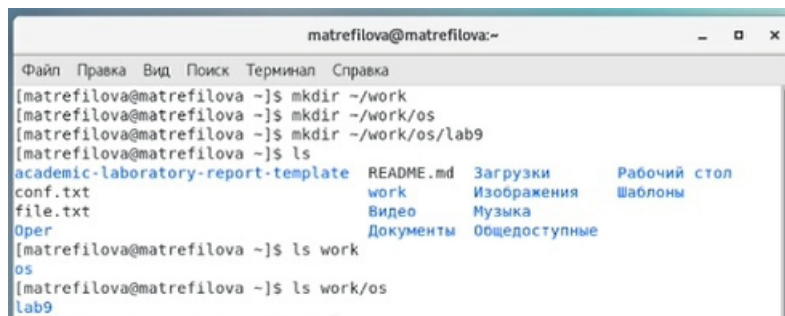 matrefilova@matrefilova:~
Файл Правка Вид Поиск Терминал Справка
[matrefilova@matrefilova ~]$ mkdir ~/work
[matrefilova@matrefilova ~]$ mkdir ~/work/os
[matrefilova@matrefilova ~]$ mkdir ~/work/os/lab9
[matrefilova@matrefilova ~]$ ls
academic-laboratory-report-template README.md Загрузки Рабочий стол
conf.txt work Изображения Шаблоны
file.txt Видео Музыка
Oper Документы Общедоступные
[matrefilova@matrefilova ~]$ ls work
os
[matrefilova@matrefilova ~]$ ls work/os
lab9